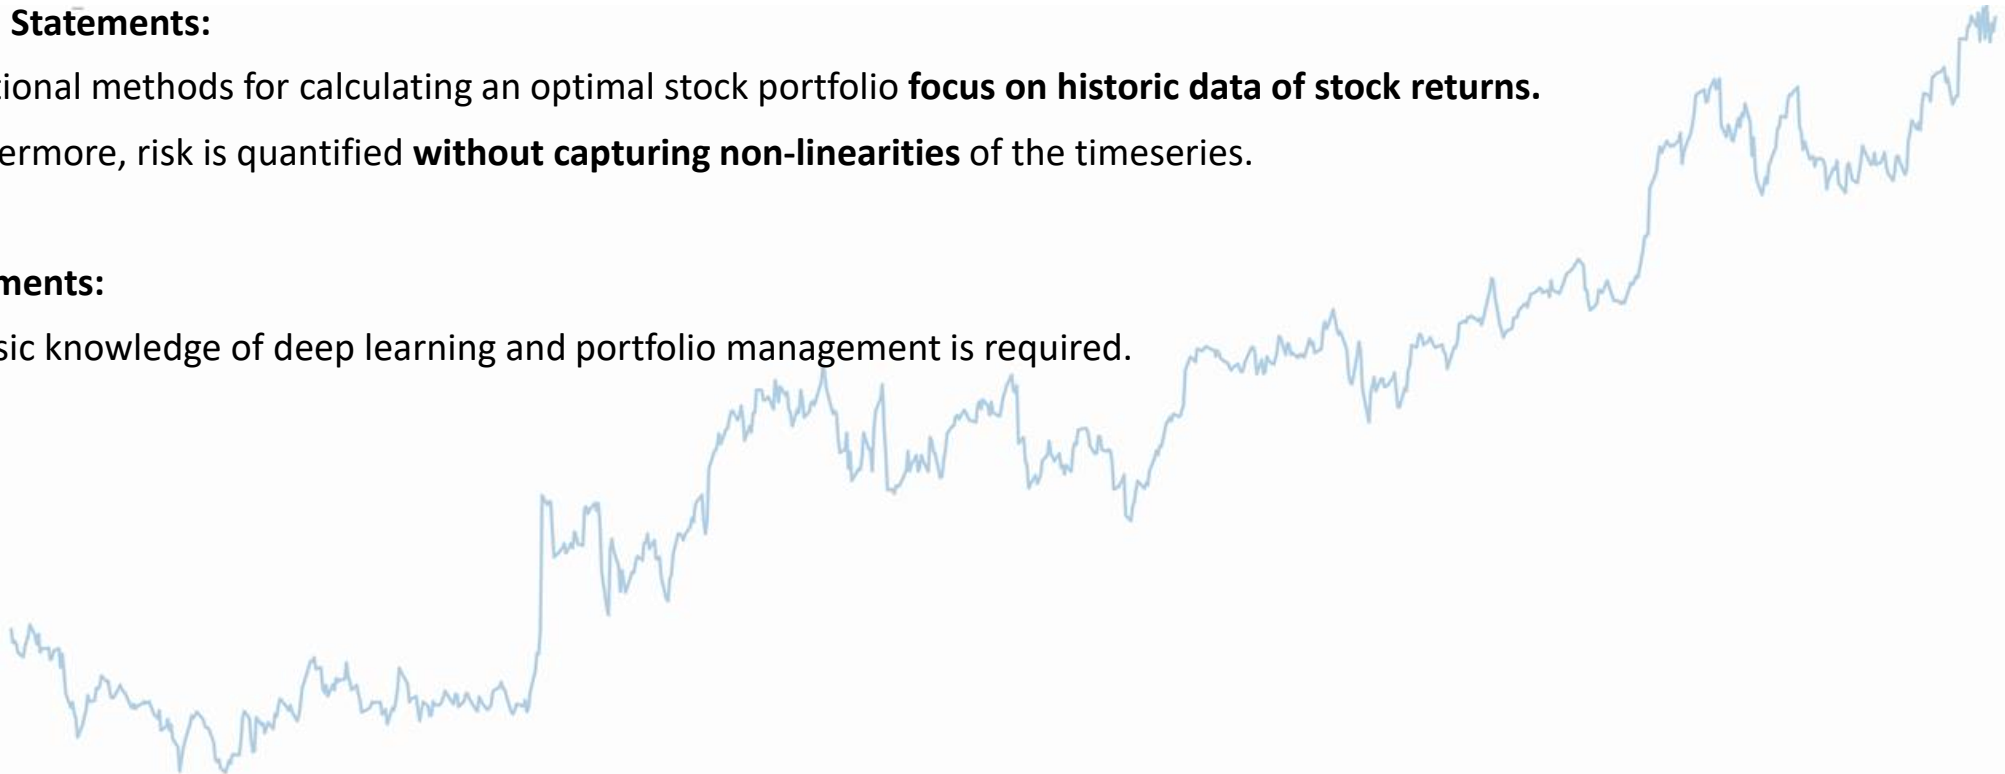 Statements:
tional methods for calculating an optimal stock portfolio focus on historic data of stock returns.
ermore, risk is quantified without capturing non-linearities of the timeseries.
ments:
sic knowledge of deep learning and portfolio management is required.